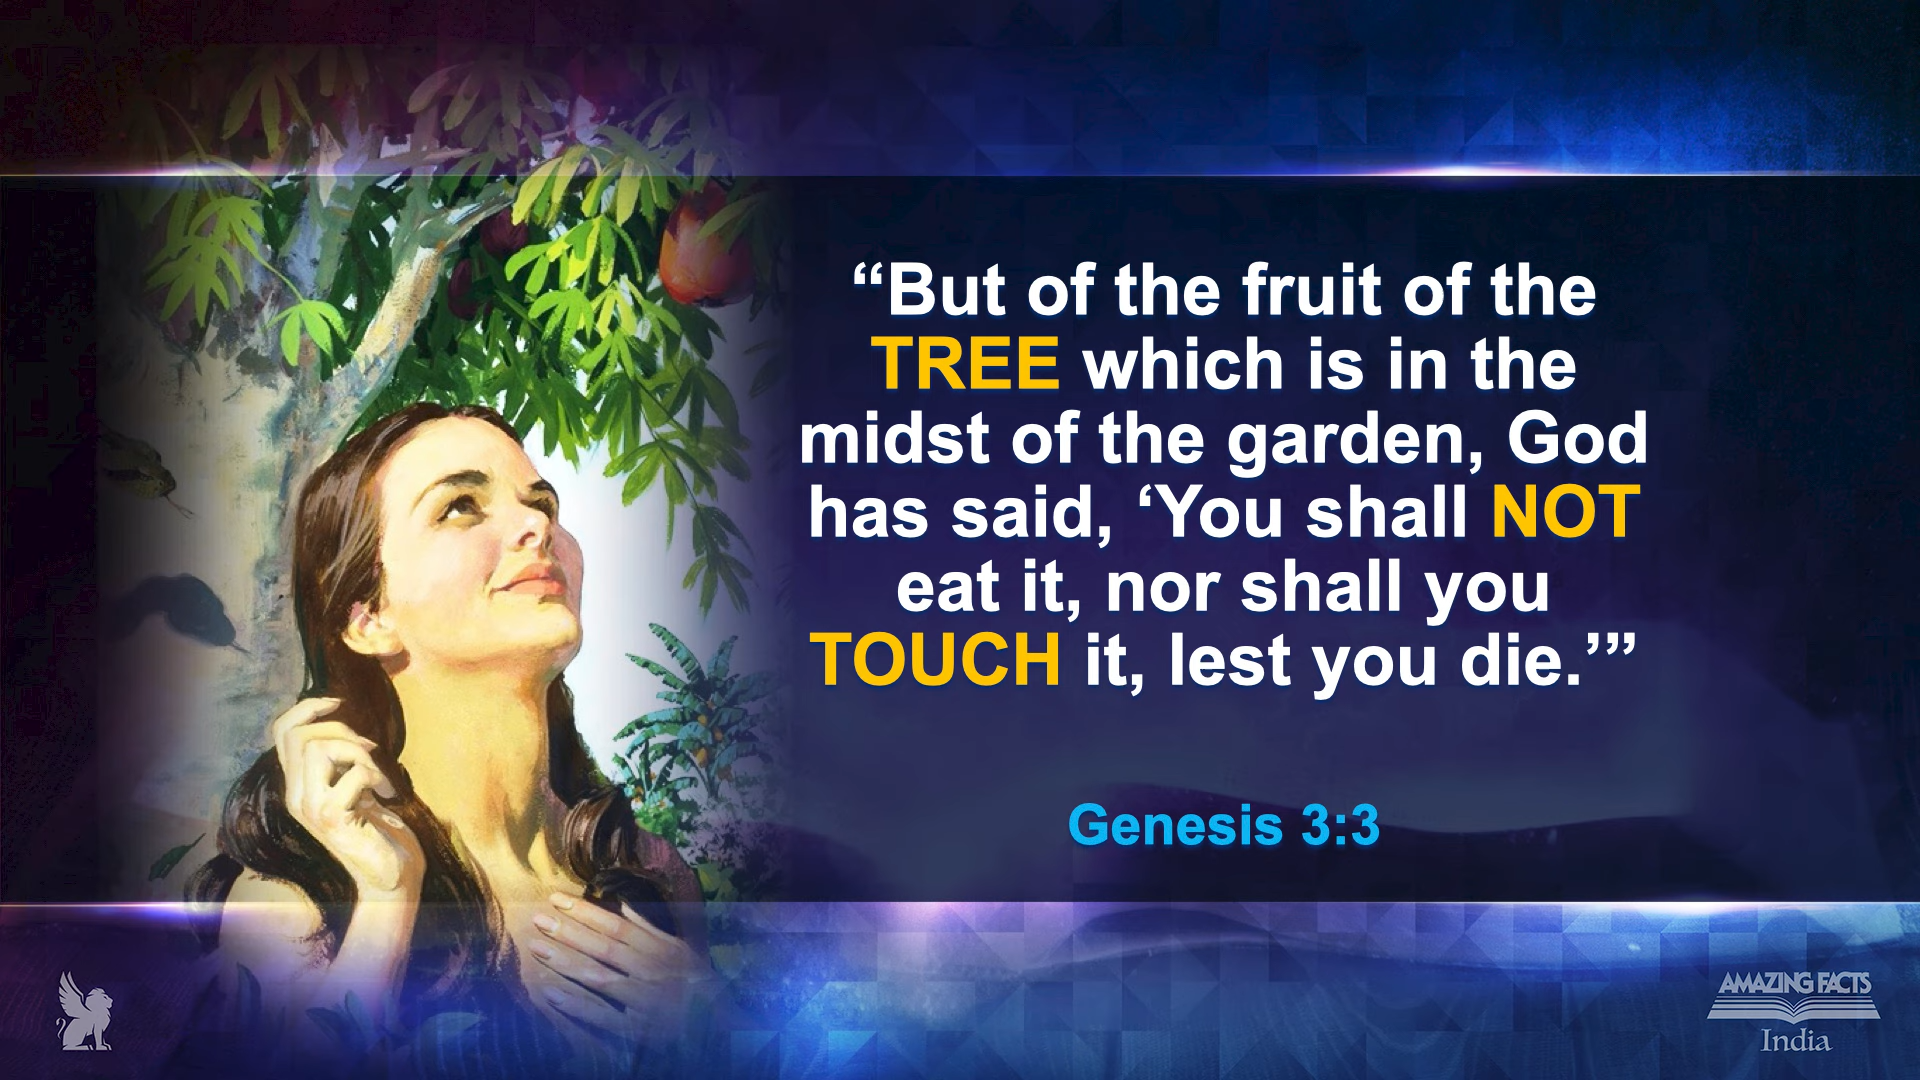 “But of the fruit of the
TREE which is in the
midst of the garden, God
has said, ‘You shall NOT
eat it, nor shall you
TOUCH it, lest you die.’”
Genesis 3:3
AMAZING FACTS
India